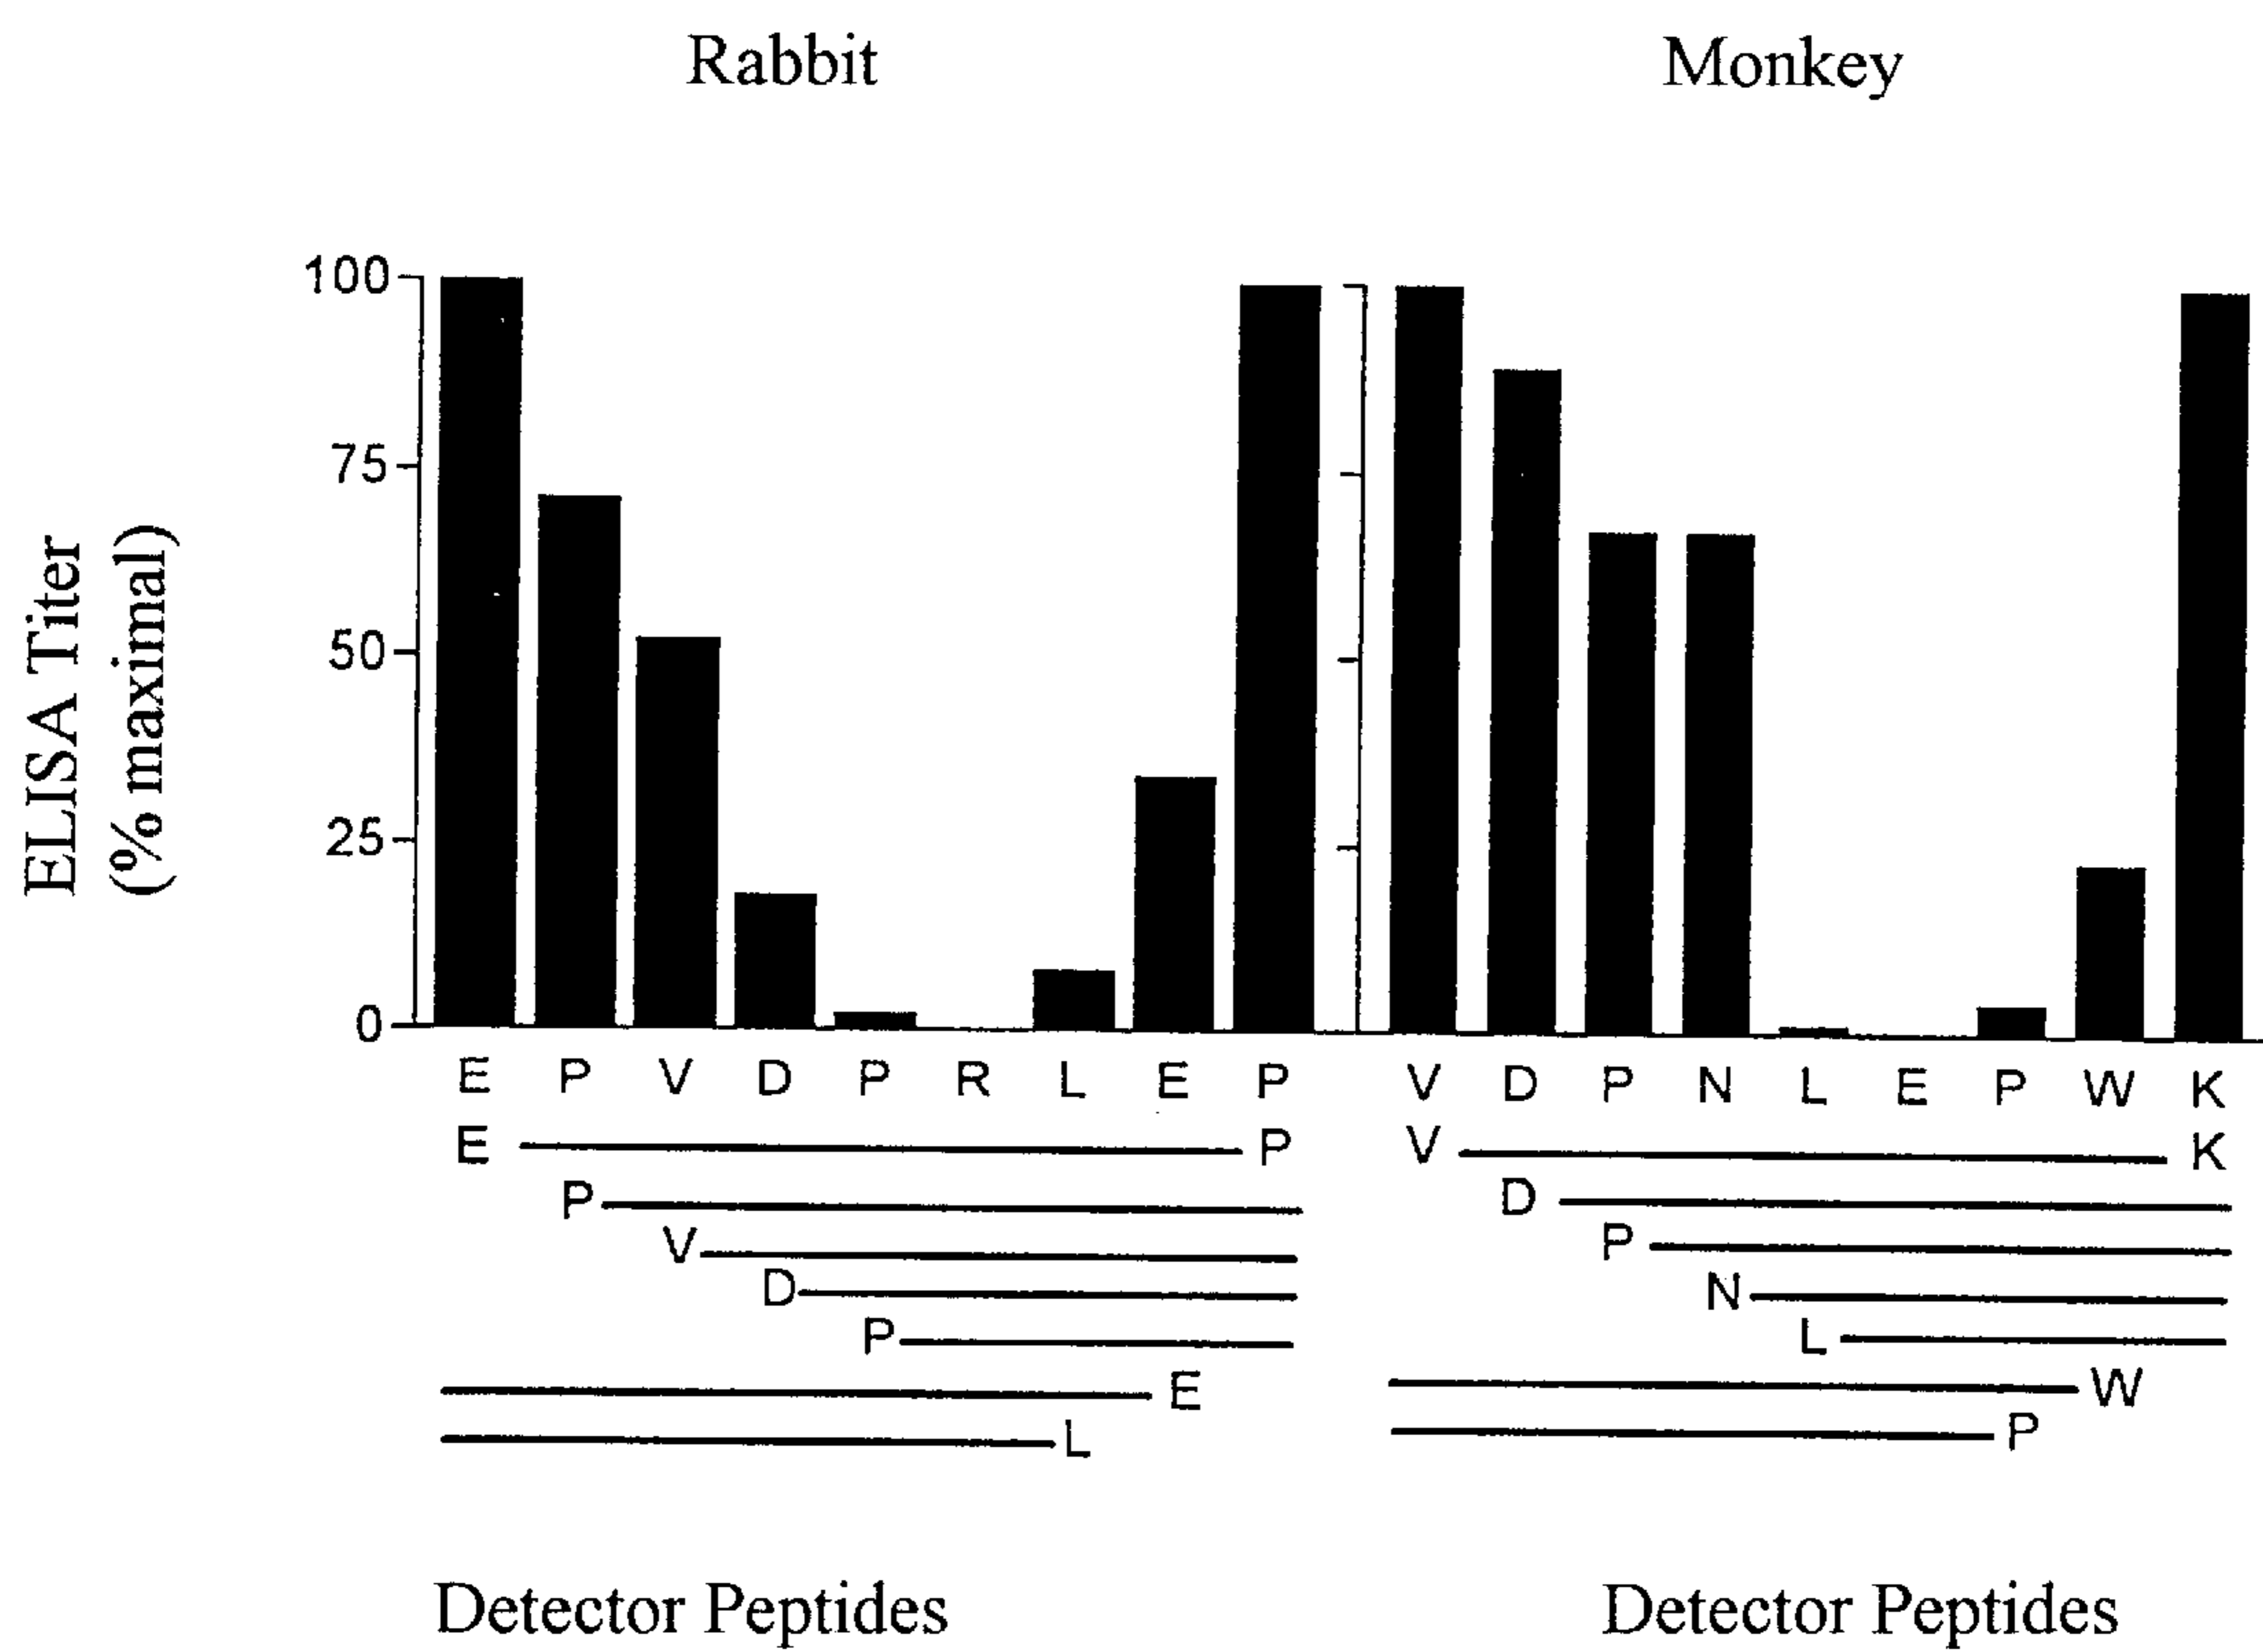 Rabbit Monkey
ELISA Titer
(% maximal)
100
75
50
25
0
E P V D P R L E P V D P N L E P W K
E P V K
P D
V P
D N
P L
E W
L P
Detector Peptides Detector Peptides